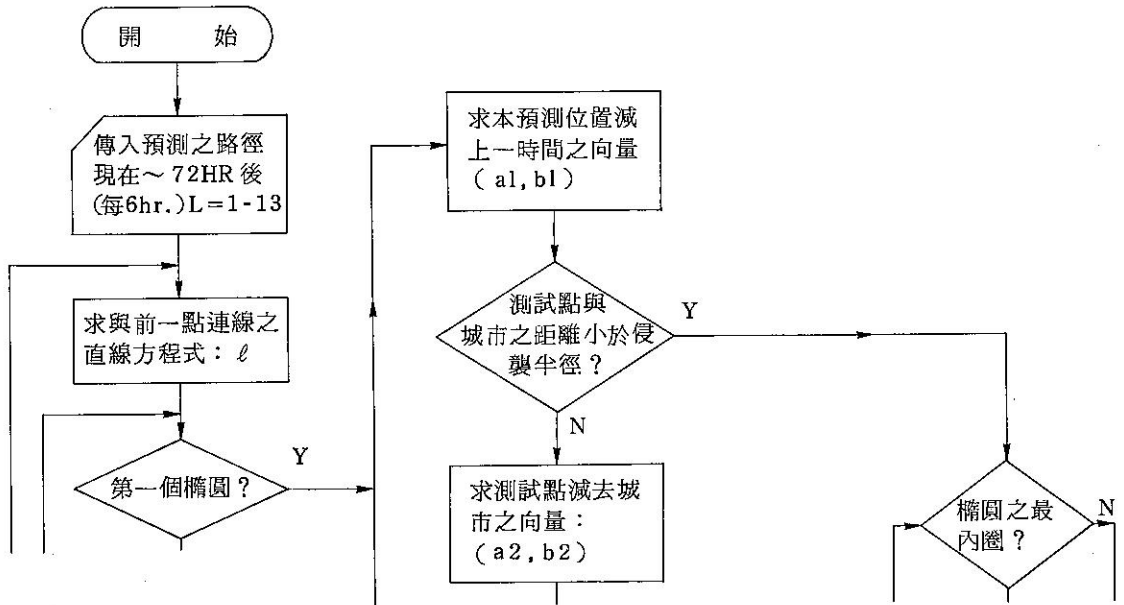 開 始
傳入預測之路徑
現在～72HR後
(每6hr.)L=1-13
求與前一點連線之
直線方程式：ℓ
第一個橢圓？
Y
求本預測位置減
上一時間之向量
(a1,b1)
測試點與
城市之距離小於侵
襲半徑？
Y
N
求測試點減去城
市之向量：
(a2,b2)
橢圓之最
內圈？
N